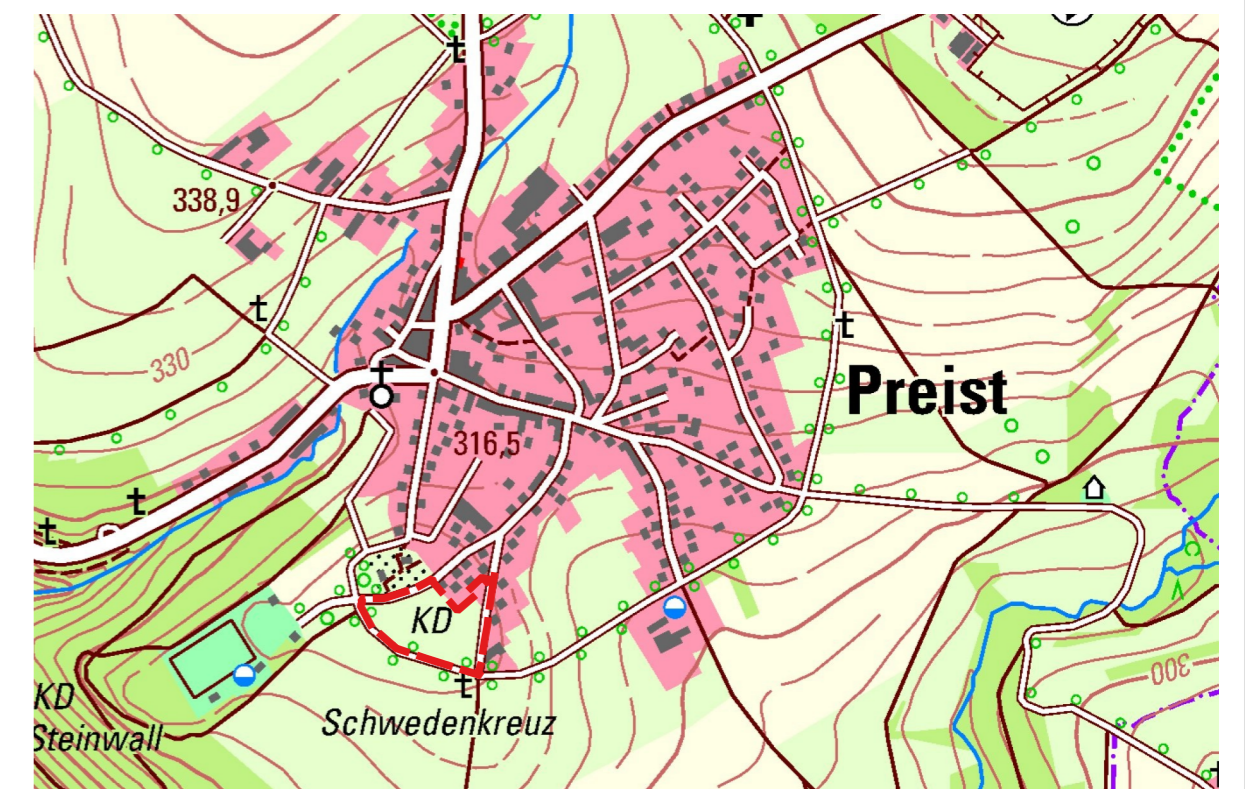 338,9
330
Preist
316,5
KD
300
KD
Steinwall
Schwedenkreuz